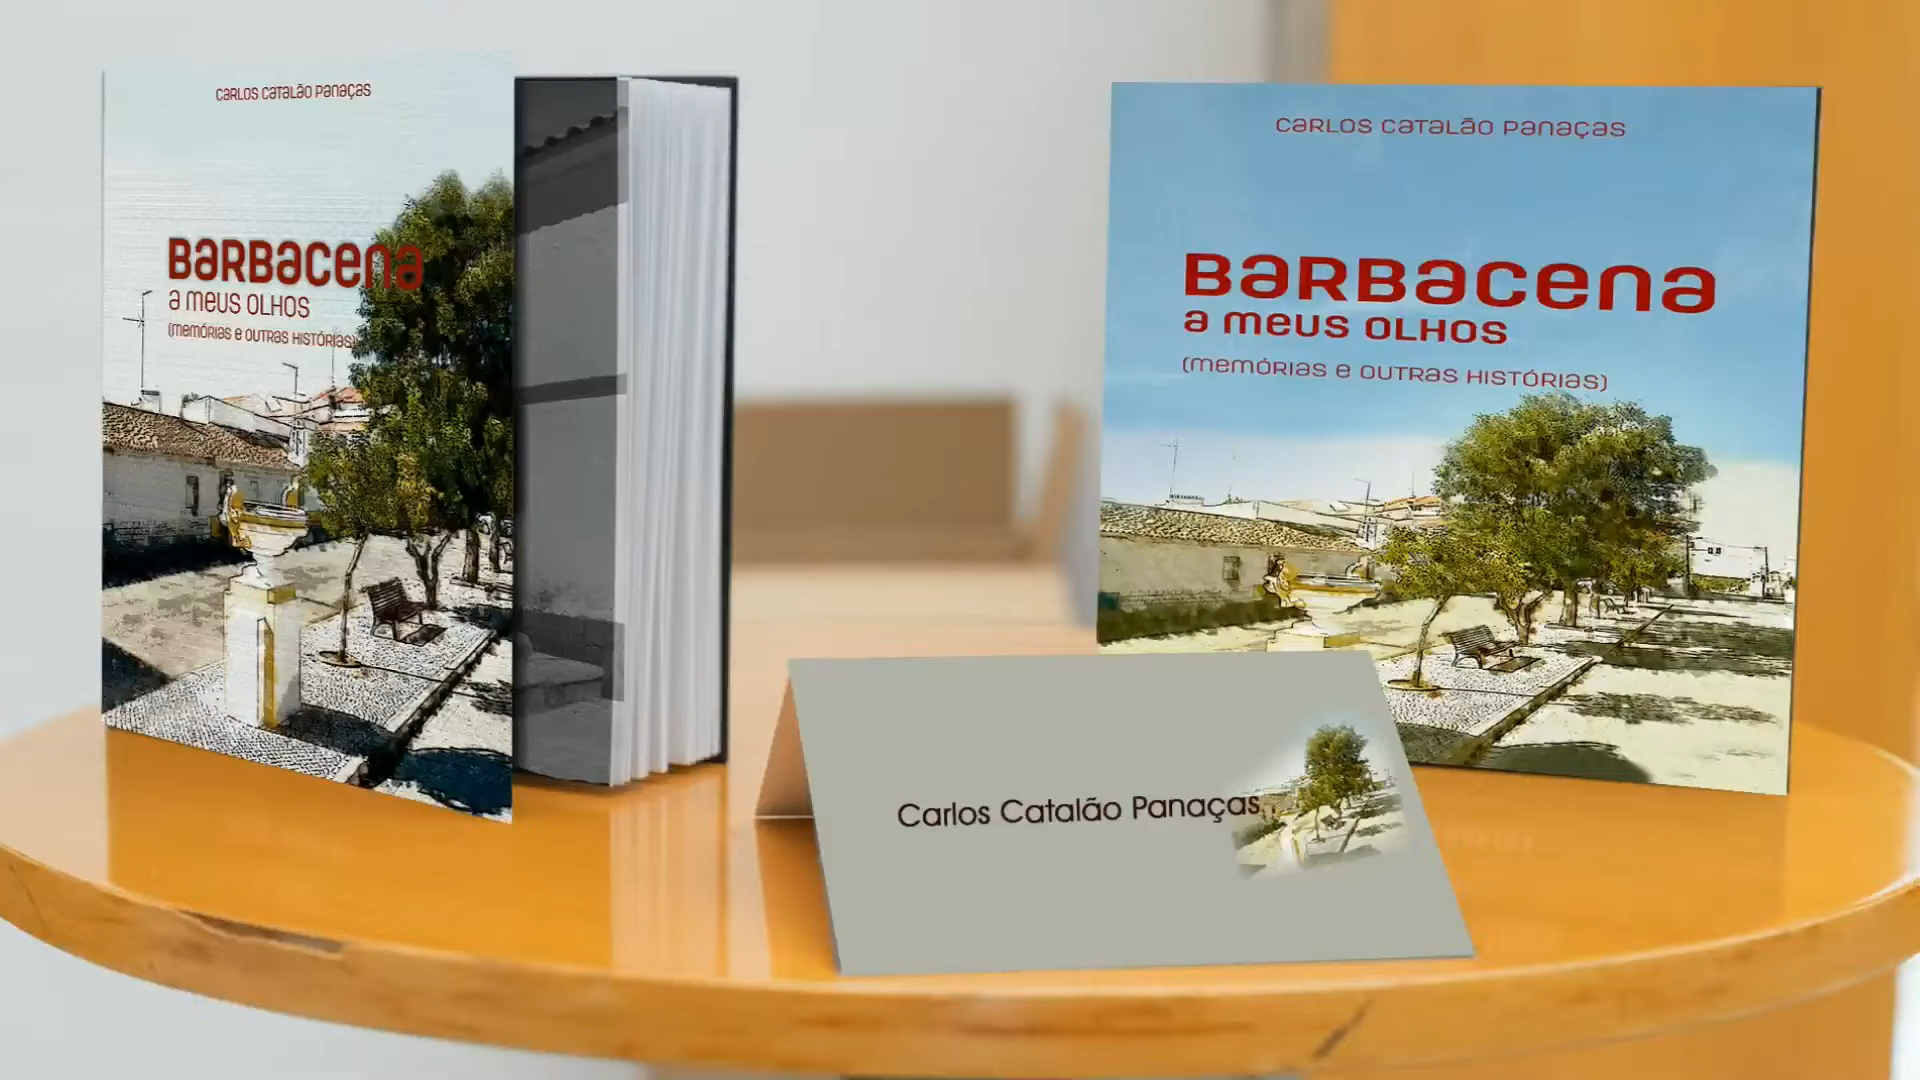 CARLOS CATALÃO PANAÇAS
BARBACENA
A MEUS OLHOS
(MEMÓRIAS E OUTRAS HISTÓRIAS)
CARLOS CATALÃO PANAÇAS
BARBACENA
A MEUS OLHOS
(MEMÓRIAS E OUTRAS HISTÓRIAS)
Carlos Catalão Panaças